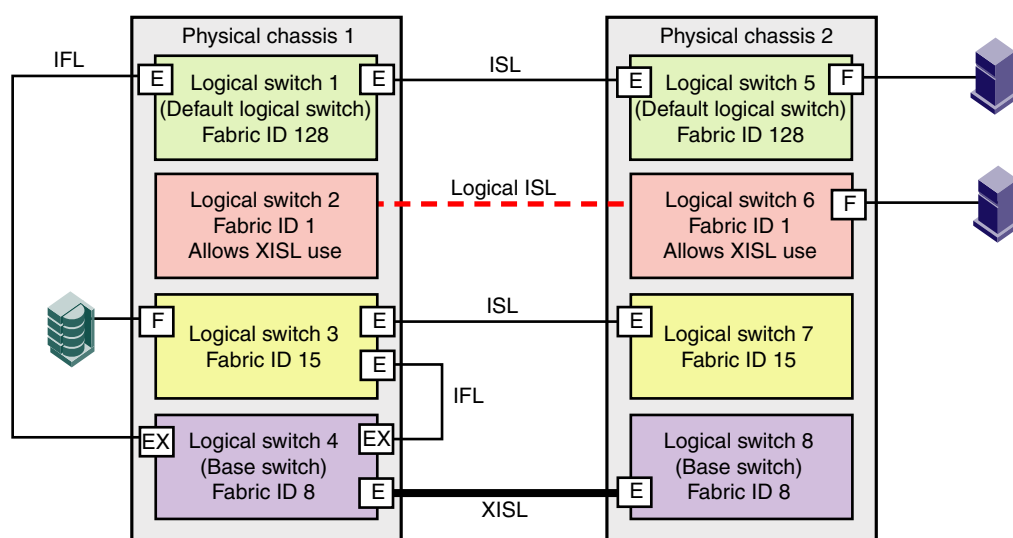 Physical chassis 1
Physical chassis 2
IFL
E
Logical switch 1
(Default logical switch)
Fabric ID 128
E
ISL
E
Logical switch 5
(Default logical switch)
Fabric ID 128
F
Logical switch 2
Fabric ID 1
Allows XISL use
Logical ISL
Logical switch 6
Fabric ID 1
Allows XISL use
F
F
Logical switch 3
Fabric ID 15
E
E
ISL
E
Logical switch 7
Fabric ID 15
IFL
EX
Logical switch 4
(Base switch)
Fabric ID 8
EX
E
XISL
E
Logical switch 8
(Base switch)
Fabric ID 8